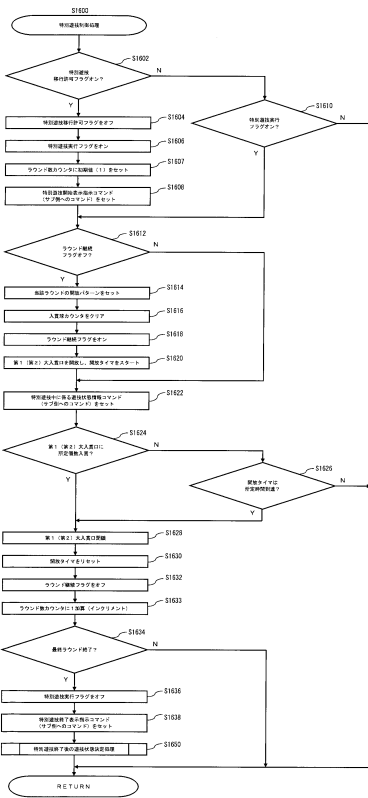 S1600
特別遊技制御処理
S1602
特別遊技
移行許可フラグオン？
N
Y
S1604
特別遊技移行許可フラグをオフ
S1606
特別遊技実行フラグをオン
S1607
ラウンド数カウンタに初期値（1）をセット
S1608
特別遊技開始表示指示コマンド
（サブ側へのコマンド）をセット
S1610
特別遊技実行
フラグオン？
N
Y
S1612
ラウンド継続
フラグオフ？
N
Y
S1614
当該ラウンドの開放パターンをセット
S1616
入賞球カウンタをクリア
S1618
ラウンド継続フラグをオン
S1620
第1（第2）大入賞口を開放し、開放タイマをスタート
S1622
特別遊技中に係る遊技状態情報コマンド
（サブ側へのコマンド）をセット
S1624
第1（第2）大入賞口に
所定個数入賞？
N
Y
S1626
開放タイマは
所定時間到達？
N
Y
S1628
第1（第2）大入賞口閉鎖
S1630
開放タイマをリセット
S1632
ラウンド継続フラグをオフ
S1633
ラウンド数カウンタに1加算（インクリメント）
S1634
最終ラウンド終了？
N
Y
S1636
特別遊技実行フラグをオフ
S1638
特別遊技終了表示指示コマンド
（サブ側へのコマンド）をセット
S1650
特別遊技終了後の遊技状態決定処理
RETURN